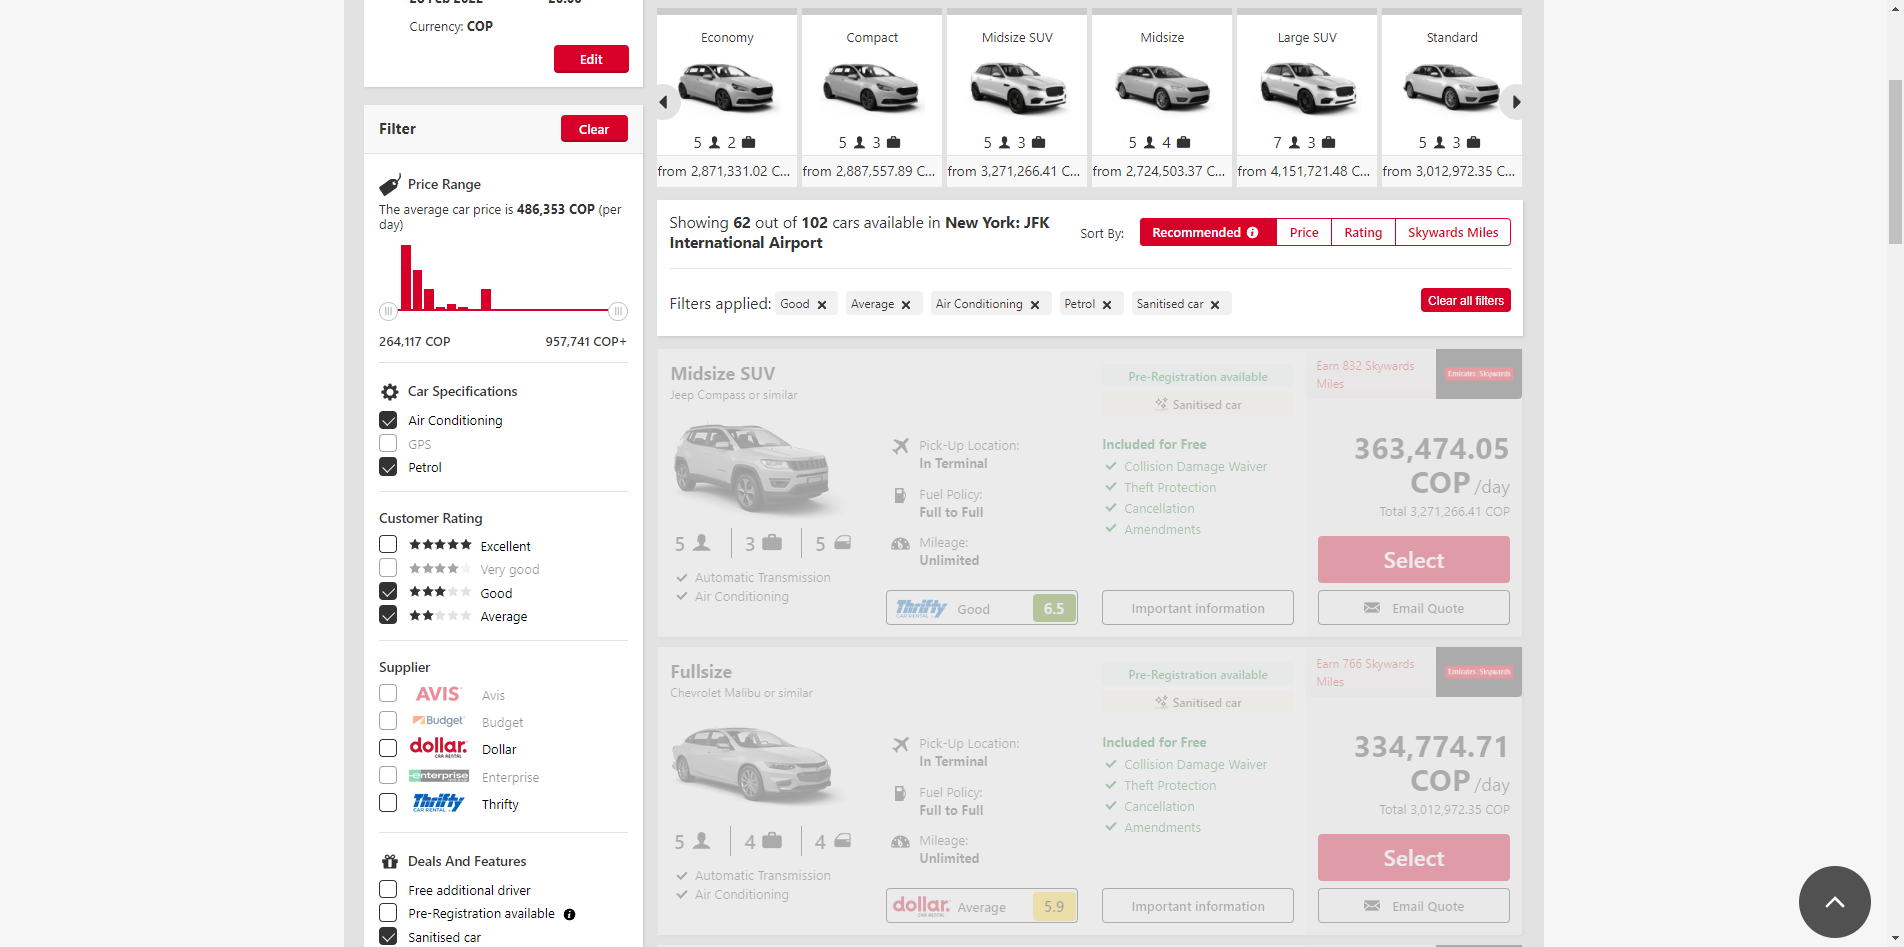 Currency: COP
Edit
Filter
Clear
Price Range
The average car price is 486,353 COP (per
day)
264,117 COP
957,741 COP+
Car Specifications
Air Conditioning
GPS
Petrol
Customer Rating
Excellent
Very good
Good
Average
Supplier
AVIS Avis
Budget Budget
dollar. CAR RENTAL Dollar
enterprise Enterprise
Thrifty CAR RENTAL Thrifty
Deals And Features
Free additional driver
Pre-Registration available
Sanitised car
Economy
5 2
from 2,871,331.02 C...
Compact
5 3
from 2,887,557.89 C...
Midsize SUV
5 3
from 3,271,266.41 C...
Midsize
5 4
from 2,724,503.37 C...
Large SUV
7 3
from 4,151,721.48 C...
Standard
5 3
from 3,012,972.35 C...
Showing 62 out of 102 cars available in New York: JFK
International Airport
Sort By:
Recommended
Price
Rating
Skywards Miles
Filters applied:
Good
Average
Air Conditioning
Petrol
Sanitised car
Clear all filters
Midsize SUV
Jeep Compass or similar
5 3 5
Automatic Transmission
Air Conditioning
Pick-Up Location:
In Terminal
Fuel Policy:
Full to Full
Mileage:
Unlimited
Thrifty CAR RENTAL Good 6.5
Pre-Registration available
Sanitised car
Included for Free
Collision Damage Waiver
Theft Protection
Cancellation
Amendments
Important information
Earn 832 Skywards
Miles
Emirates Skywards
363,474.05
COP /day
Total 3,271,266.41 COP
Select
Email Quote
Fullsize
Chevrolet Malibu or similar
5 4 4
Automatic Transmission
Air Conditioning
Pick-Up Location:
In Terminal
Fuel Policy:
Full to Full
Mileage:
Unlimited
dollar. CAR RENTAL Average 5.9
Pre-Registration available
Sanitised car
Included for Free
Collision Damage Waiver
Theft Protection
Cancellation
Amendments
Important information
Earn 766 Skywards
Miles
Emirates Skywards
334,774.71
COP /day
Total 3,012,972.35 COP
Select
Email Quote